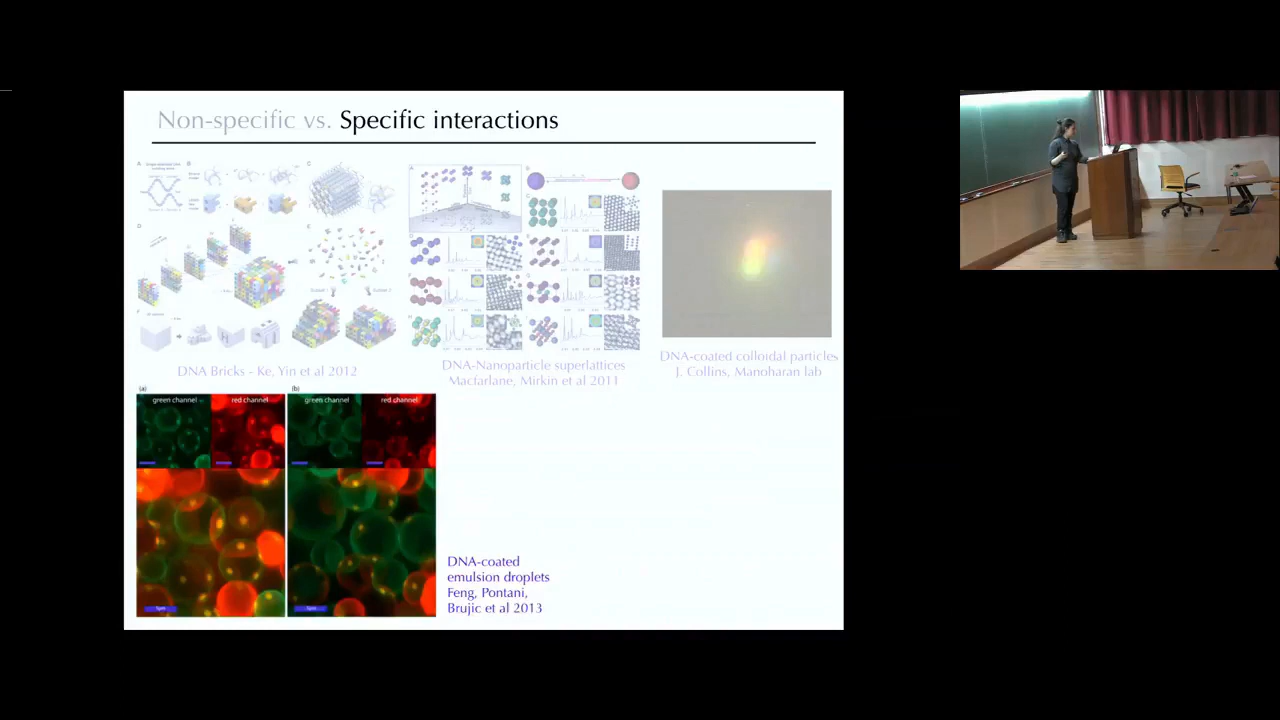 Non-specific vs. Specific interactions
DNA Bricks - Ke, Yin et al 2012
DNA-Nanoparticle superlattices
Macfarlane, Mirkin et al 2011
DNA-coated colloidal particles
J. Collins, Manoharan lab
(a)
(b)
green channel
red channel
green channel
red channel
5μm
5μm
DNA-coated
emulsion droplets
Feng, Pontani,
Brujic et al 2013